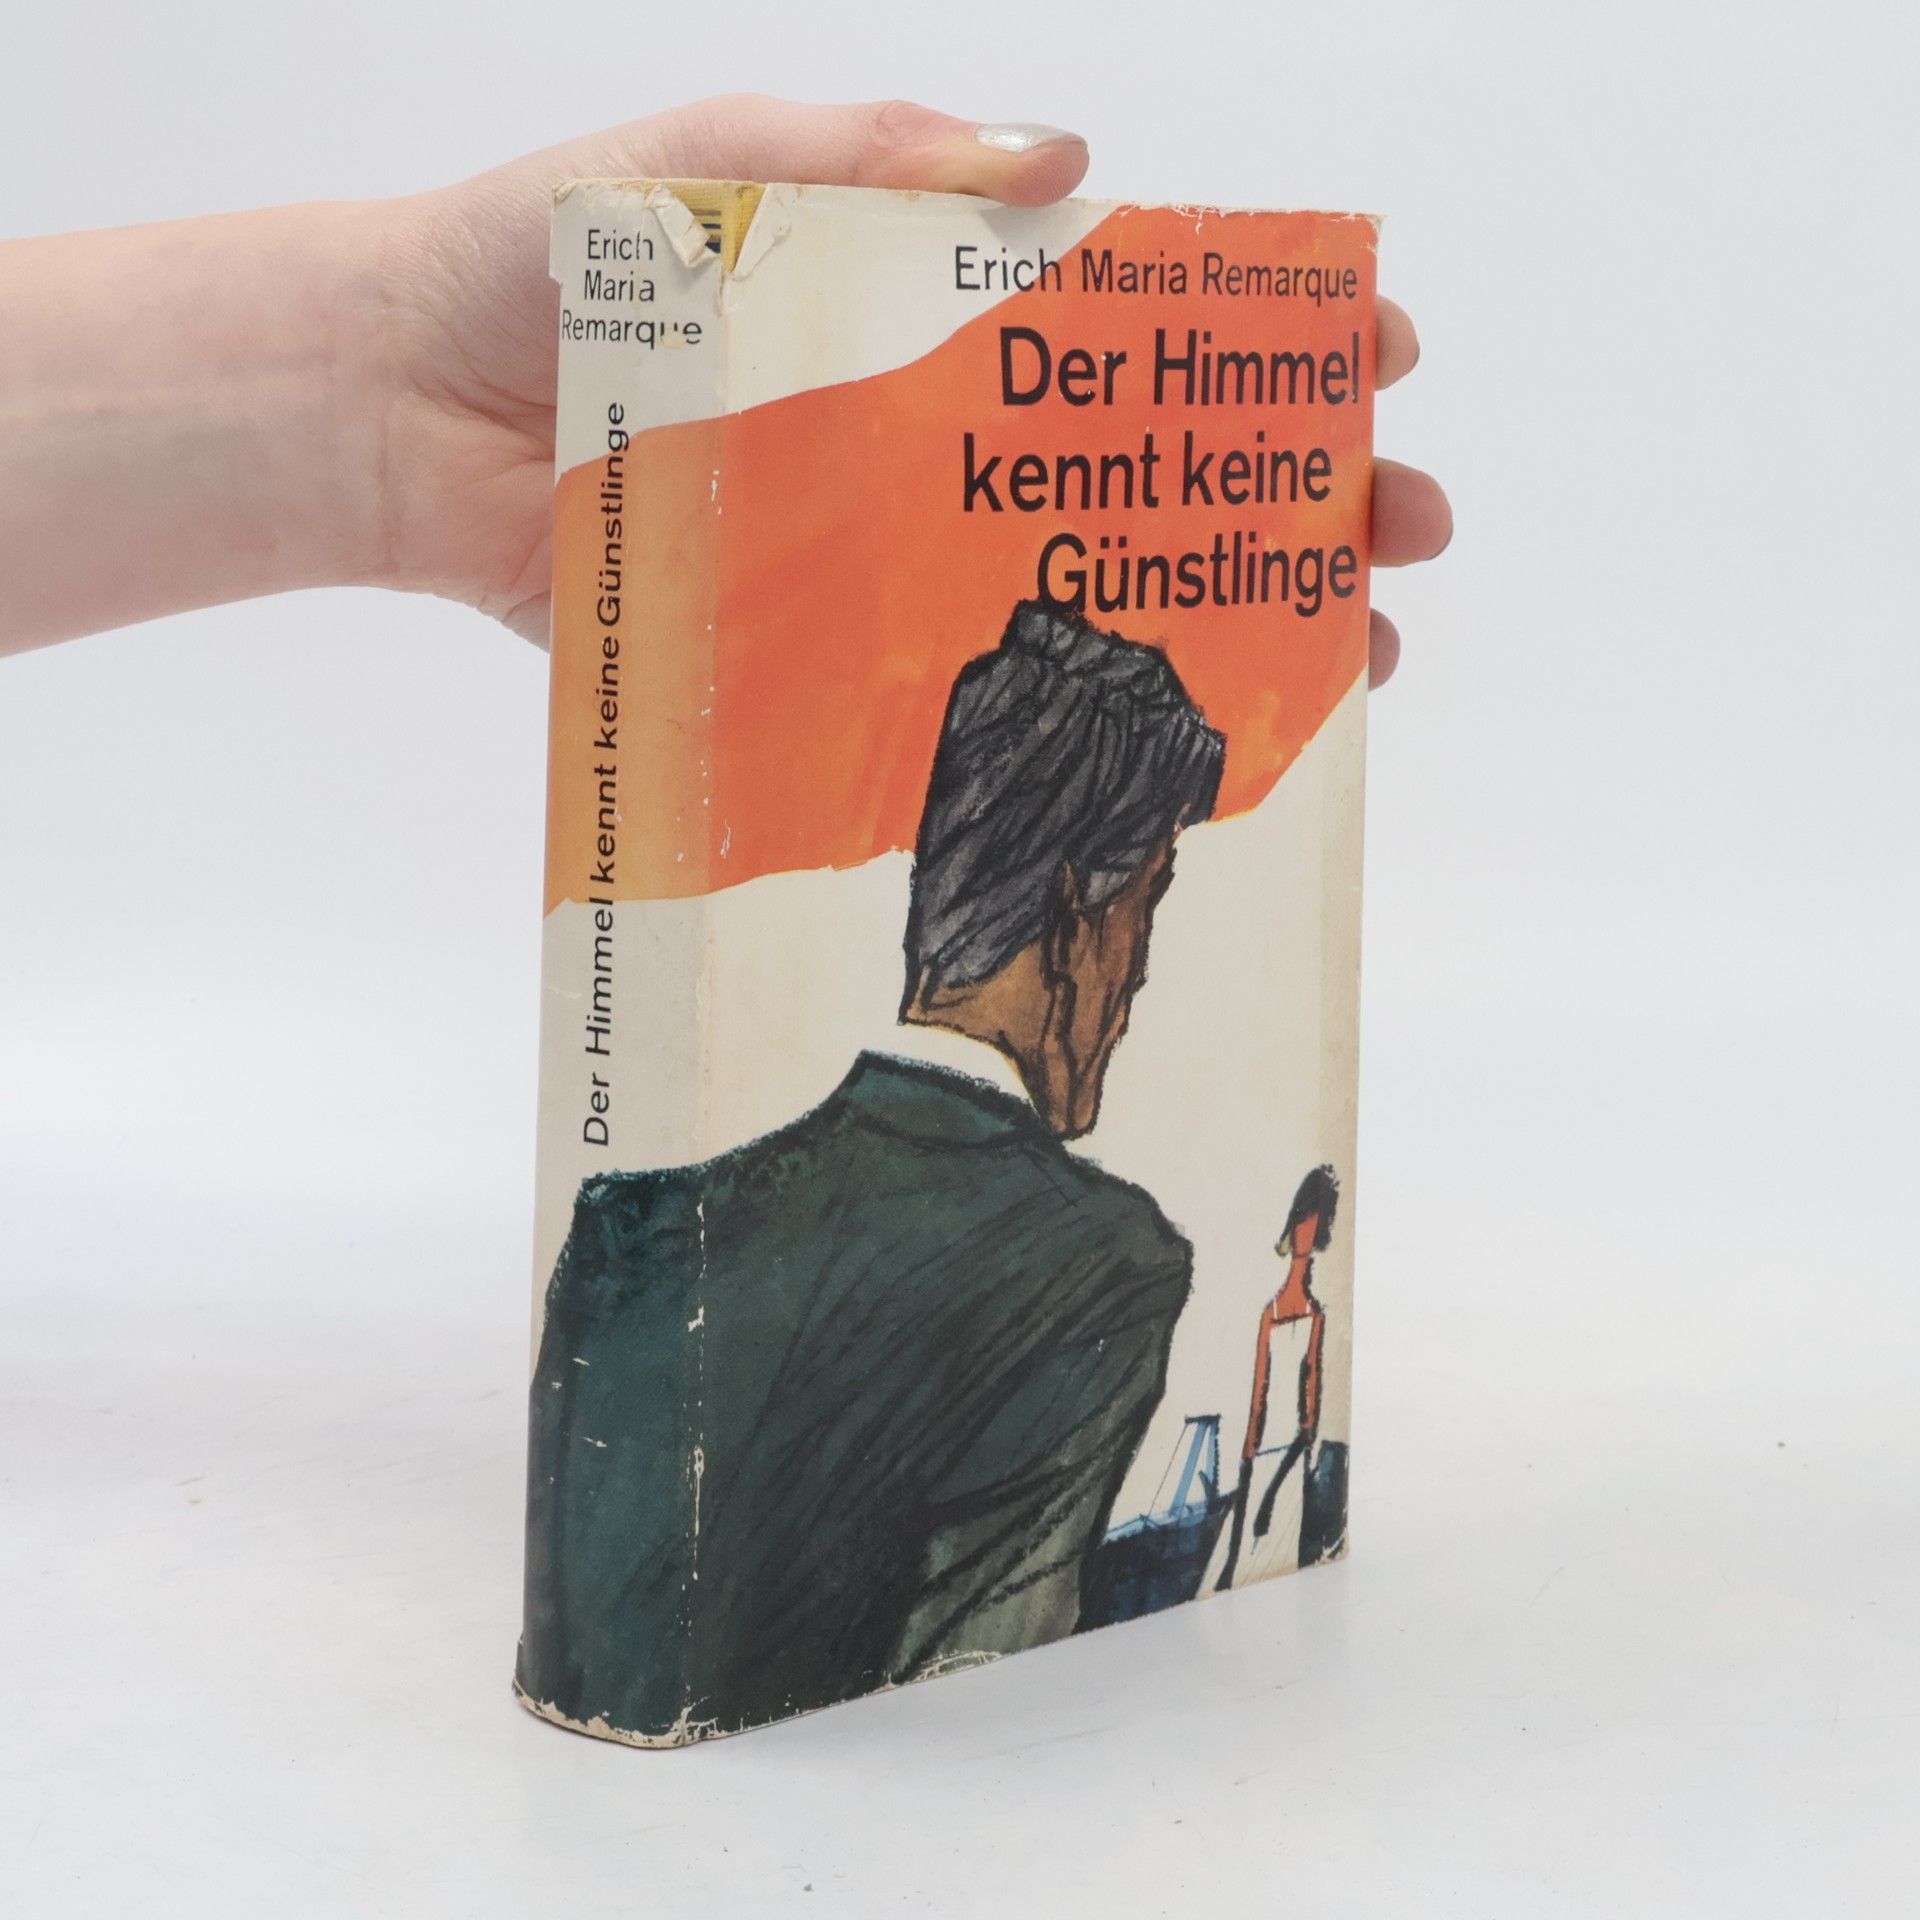 Erich
Maria
Remarque
Der Himmel kennt keine Günstlinge
Erich Maria Remarque
Der Himmel
kennt keine
Günstlinge